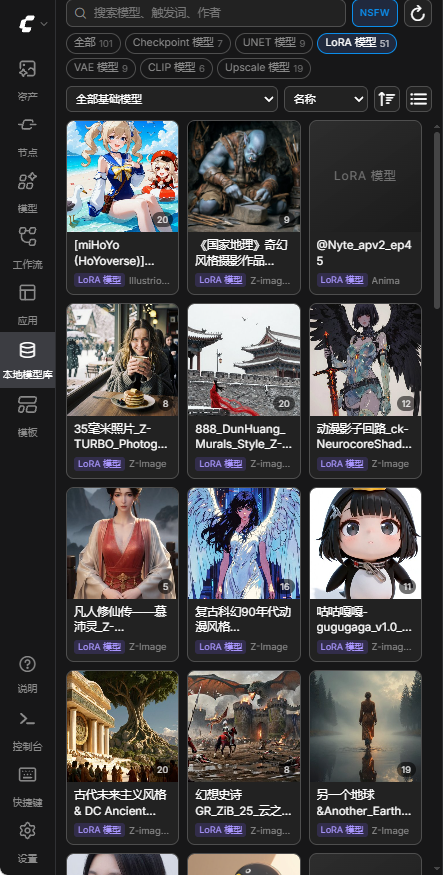 搜索模型、触发词、作者
NSFW
全部 101
Checkpoint 模型 7
UNET 模型 9
LoRA 模型 51
VAE 模型 9
CLIP 模型 6
Upscale 模型 19
全部基础模型
名称
资产
节点
模型
工作流
应用
本地模型库
模板
说明
控制台
快捷键
设置
20
[miHoYo
(HoYoverse)]...
LoRA 模型 Illustrio...
9
《国家地理》奇幻
风格摄影作品...
LoRA 模型 Z-imag...
LoRA 模型
@Nyte_apv2_ep4
5
LoRA 模型 Anima
8
35毫米照片_Z-
TURBO_Photog...
LoRA 模型 Z-Image
20
888_DunHuang_
Murals_Style_Z-...
LoRA 模型 Z-imag...
12
动漫影子回路_ck-
NeurocoreShad...
LoRA 模型 Z-Image
5
凡人修仙传——慕
沛灵_Z-...
LoRA 模型 Z-Image
16
复古科幻90年代动
漫风格...
LoRA 模型 Z-Image
11
咕咕嘎嘎-
gugugaga_v1.0_...
LoRA 模型 Z-imag...
20
古代未来主义风格
& DC Ancient...
LoRA 模型 Z-imag...
8
幻想史诗
GR_ZiB_25_云之...
LoRA 模型 Z-imag...
19
另一个地球
&Another_Earth...
LoRA 模型 Z-Image